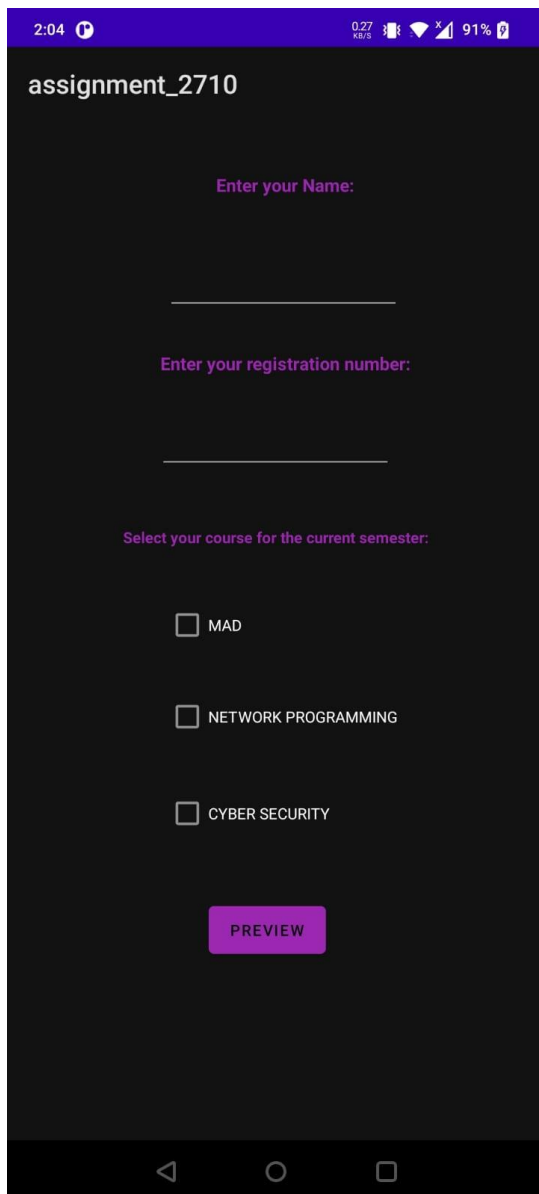 2:04 0.27 KB/S 91%
assignment_2710
Enter your Name:
Enter your registration number:
Select your course for the current semester:
MAD
NETWORK PROGRAMMING
CYBER SECURITY
PREVIEW